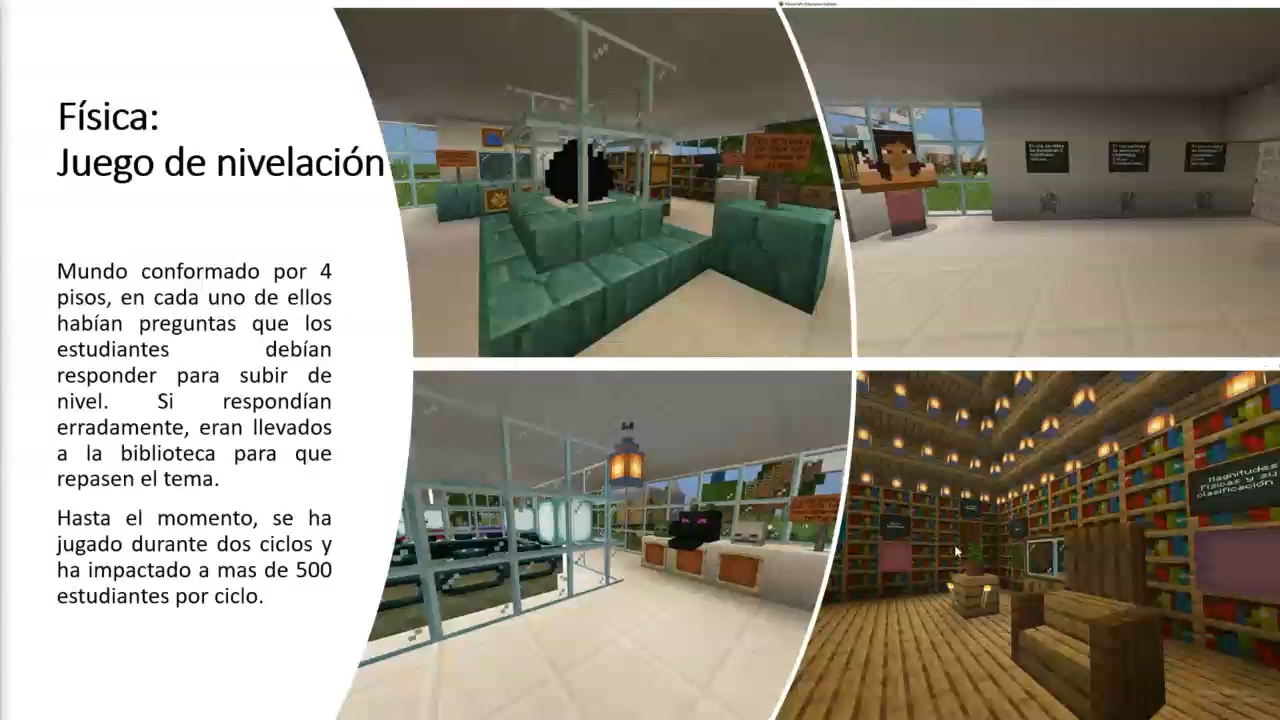 Física:
Juego de nivelación
Mundo conformado por 4
pisos, en cada uno de ellos
habían preguntas que los
estudiantes debían
responder para subir de
nivel. Si respondían
erradamente, eran llevados
a la biblioteca para que
repasen el tema.
Hasta el momento, se ha
jugado durante dos ciclos y
ha impactado a mas de 500
estudiantes por ciclo.
Magnitudes
físicas y su
clasificación